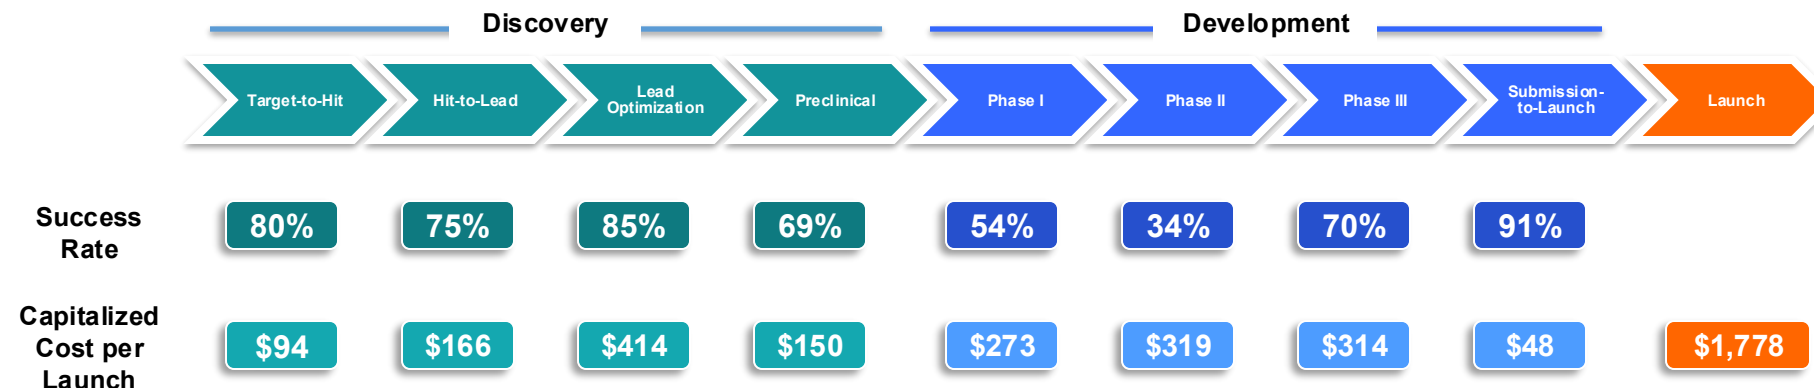 Discovery
Development
Target-to-Hit
Hit-to-Lead
Lead
Optimization
Preclinical
Phase I
Phase II
Phase III
Submission-
to-Launch
Launch
Success
Rate
80%
75%
85%
69%
54%
34%
70%
91%
Capitalized
Cost per
Launch
$94
$166
$414
$150
$273
$319
$314
$48
$1,778